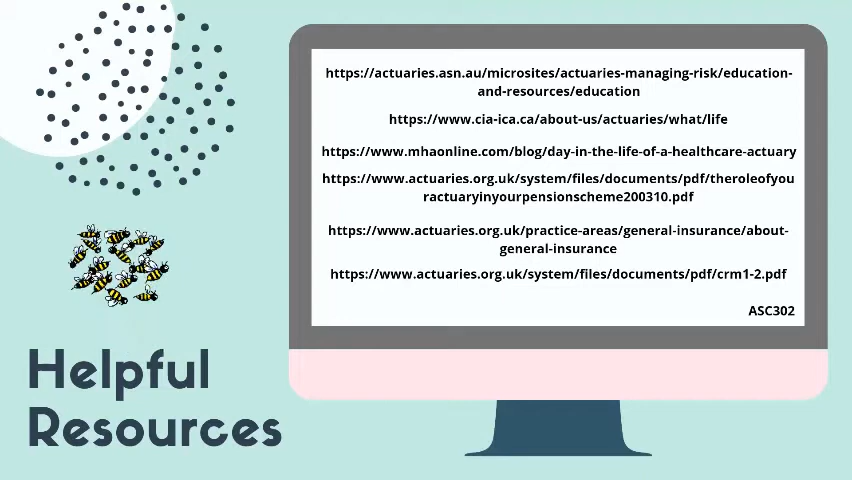 https://actuaries.asn.au/microsites/actuaries-managing-risk/education-
and-resources/education
https://www.cia-ica.ca/about-us/actuaries/what/life
https://www.mhaonline.com/blog/day-in-the-life-of-a-healthcare-actuary
https://www.actuaries.org.uk/system/files/documents/pdf/theroleofyou
ractuaryinyourpensionscheme200310.pdf
https://www.actuaries.org.uk/practice-areas/general-insurance/about-
general-insurance
https://www.actuaries.org.uk/system/files/documents/pdf/crm1-2.pdf
ASC302
Helpful
Resources